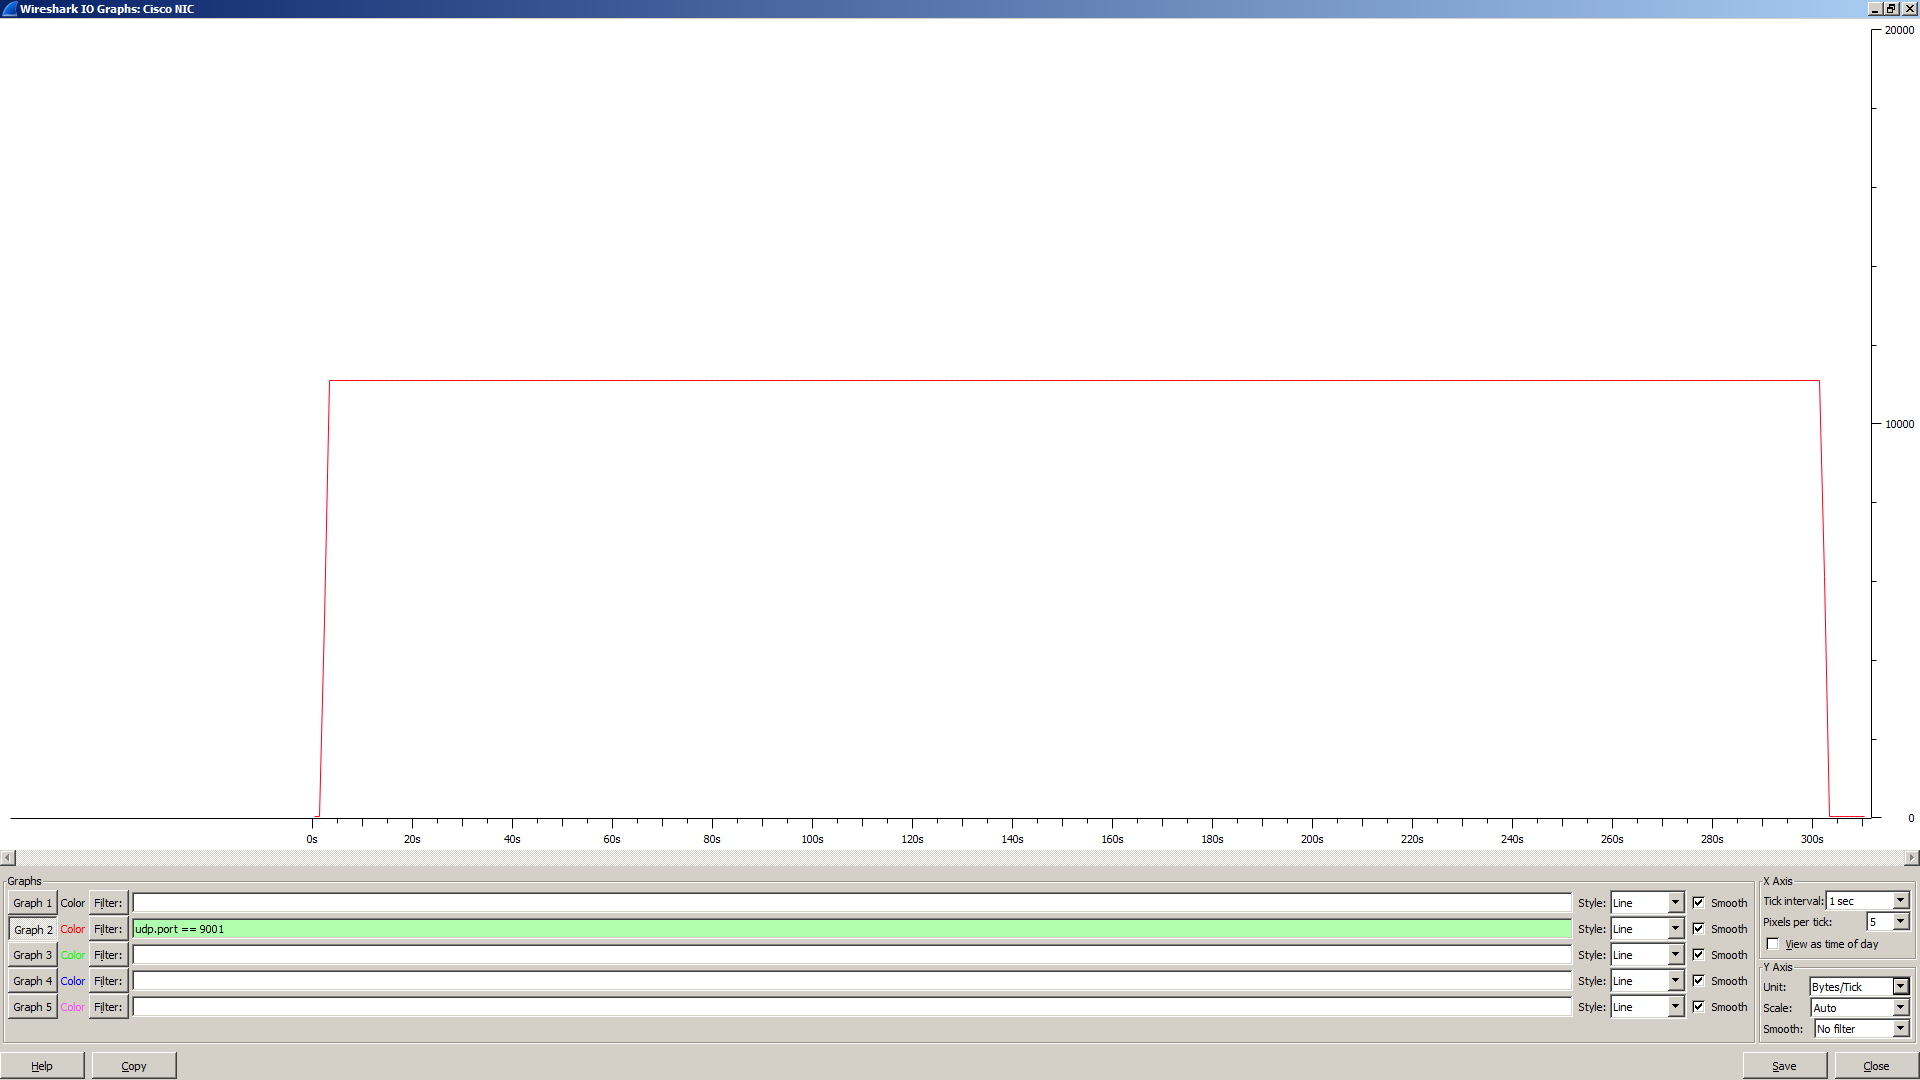 Wireshark IO Graphs: Cisco NIC
20000
10000
0
0s 20s 40s 60s 80s 100s 120s 140s 160s 180s 200s 220s 240s 260s 280s 300s
Graphs
Graph 1 Color Filter: Style: Line Smooth
Graph 2 Color Filter: udp.port == 9001 Style: Line Smooth
Graph 3 Color Filter: Style: Line Smooth
Graph 4 Color Filter: Style: Line Smooth
Graph 5 Color Filter: Style: Line Smooth
X Axis
Tick interval: 1 sec
Pixels per tick: 5
View as time of day
Y Axis
Unit: Bytes/Tick
Scale: Auto
Smooth: No filter
Help Copy Save Close